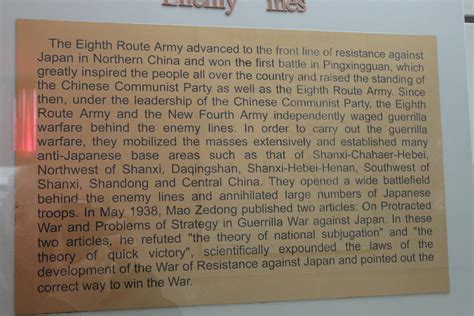 Enemy
The Eighth Route Army advanced to the front line of resistance against
Japan in Northern China and won the first battle in Pingxingguan, which
greatly inspired the people all over the country and raised the standing of
the Chinese Communist Party as well as the Eighth Route Army. Since
then, under the leadership of the Chinese Communist Party, the Eighth
Route Army and the New Fourth Army independently waged guerrilla
warfare behind the enemy lines. In order to carry out the guerrilla
warfare, they mobilized the masses extensively and established many
anti-Japanese base areas such as that of Shanxi-Chahaer-Hebei,
Northwest of Shanxi, Daqingshan, Shanxi-Hebei-Henan, Southwest of
Shanxi, Shandong and Central China. They opened a wide battlefield
behind the enemy lines and annihilated large numbers of Japanese
troops. In May 1938, Mao Zedong published two articles: On Protracted
War and Problems of Strategy in Guerrilla War against Japan. In these
two articles, he refuted "the theory of national subjugation" and "the
theory of quick victory", scientifically expounded the laws of the
development of the War of Resistance against Japan and pointed out the
correct way to win the War.